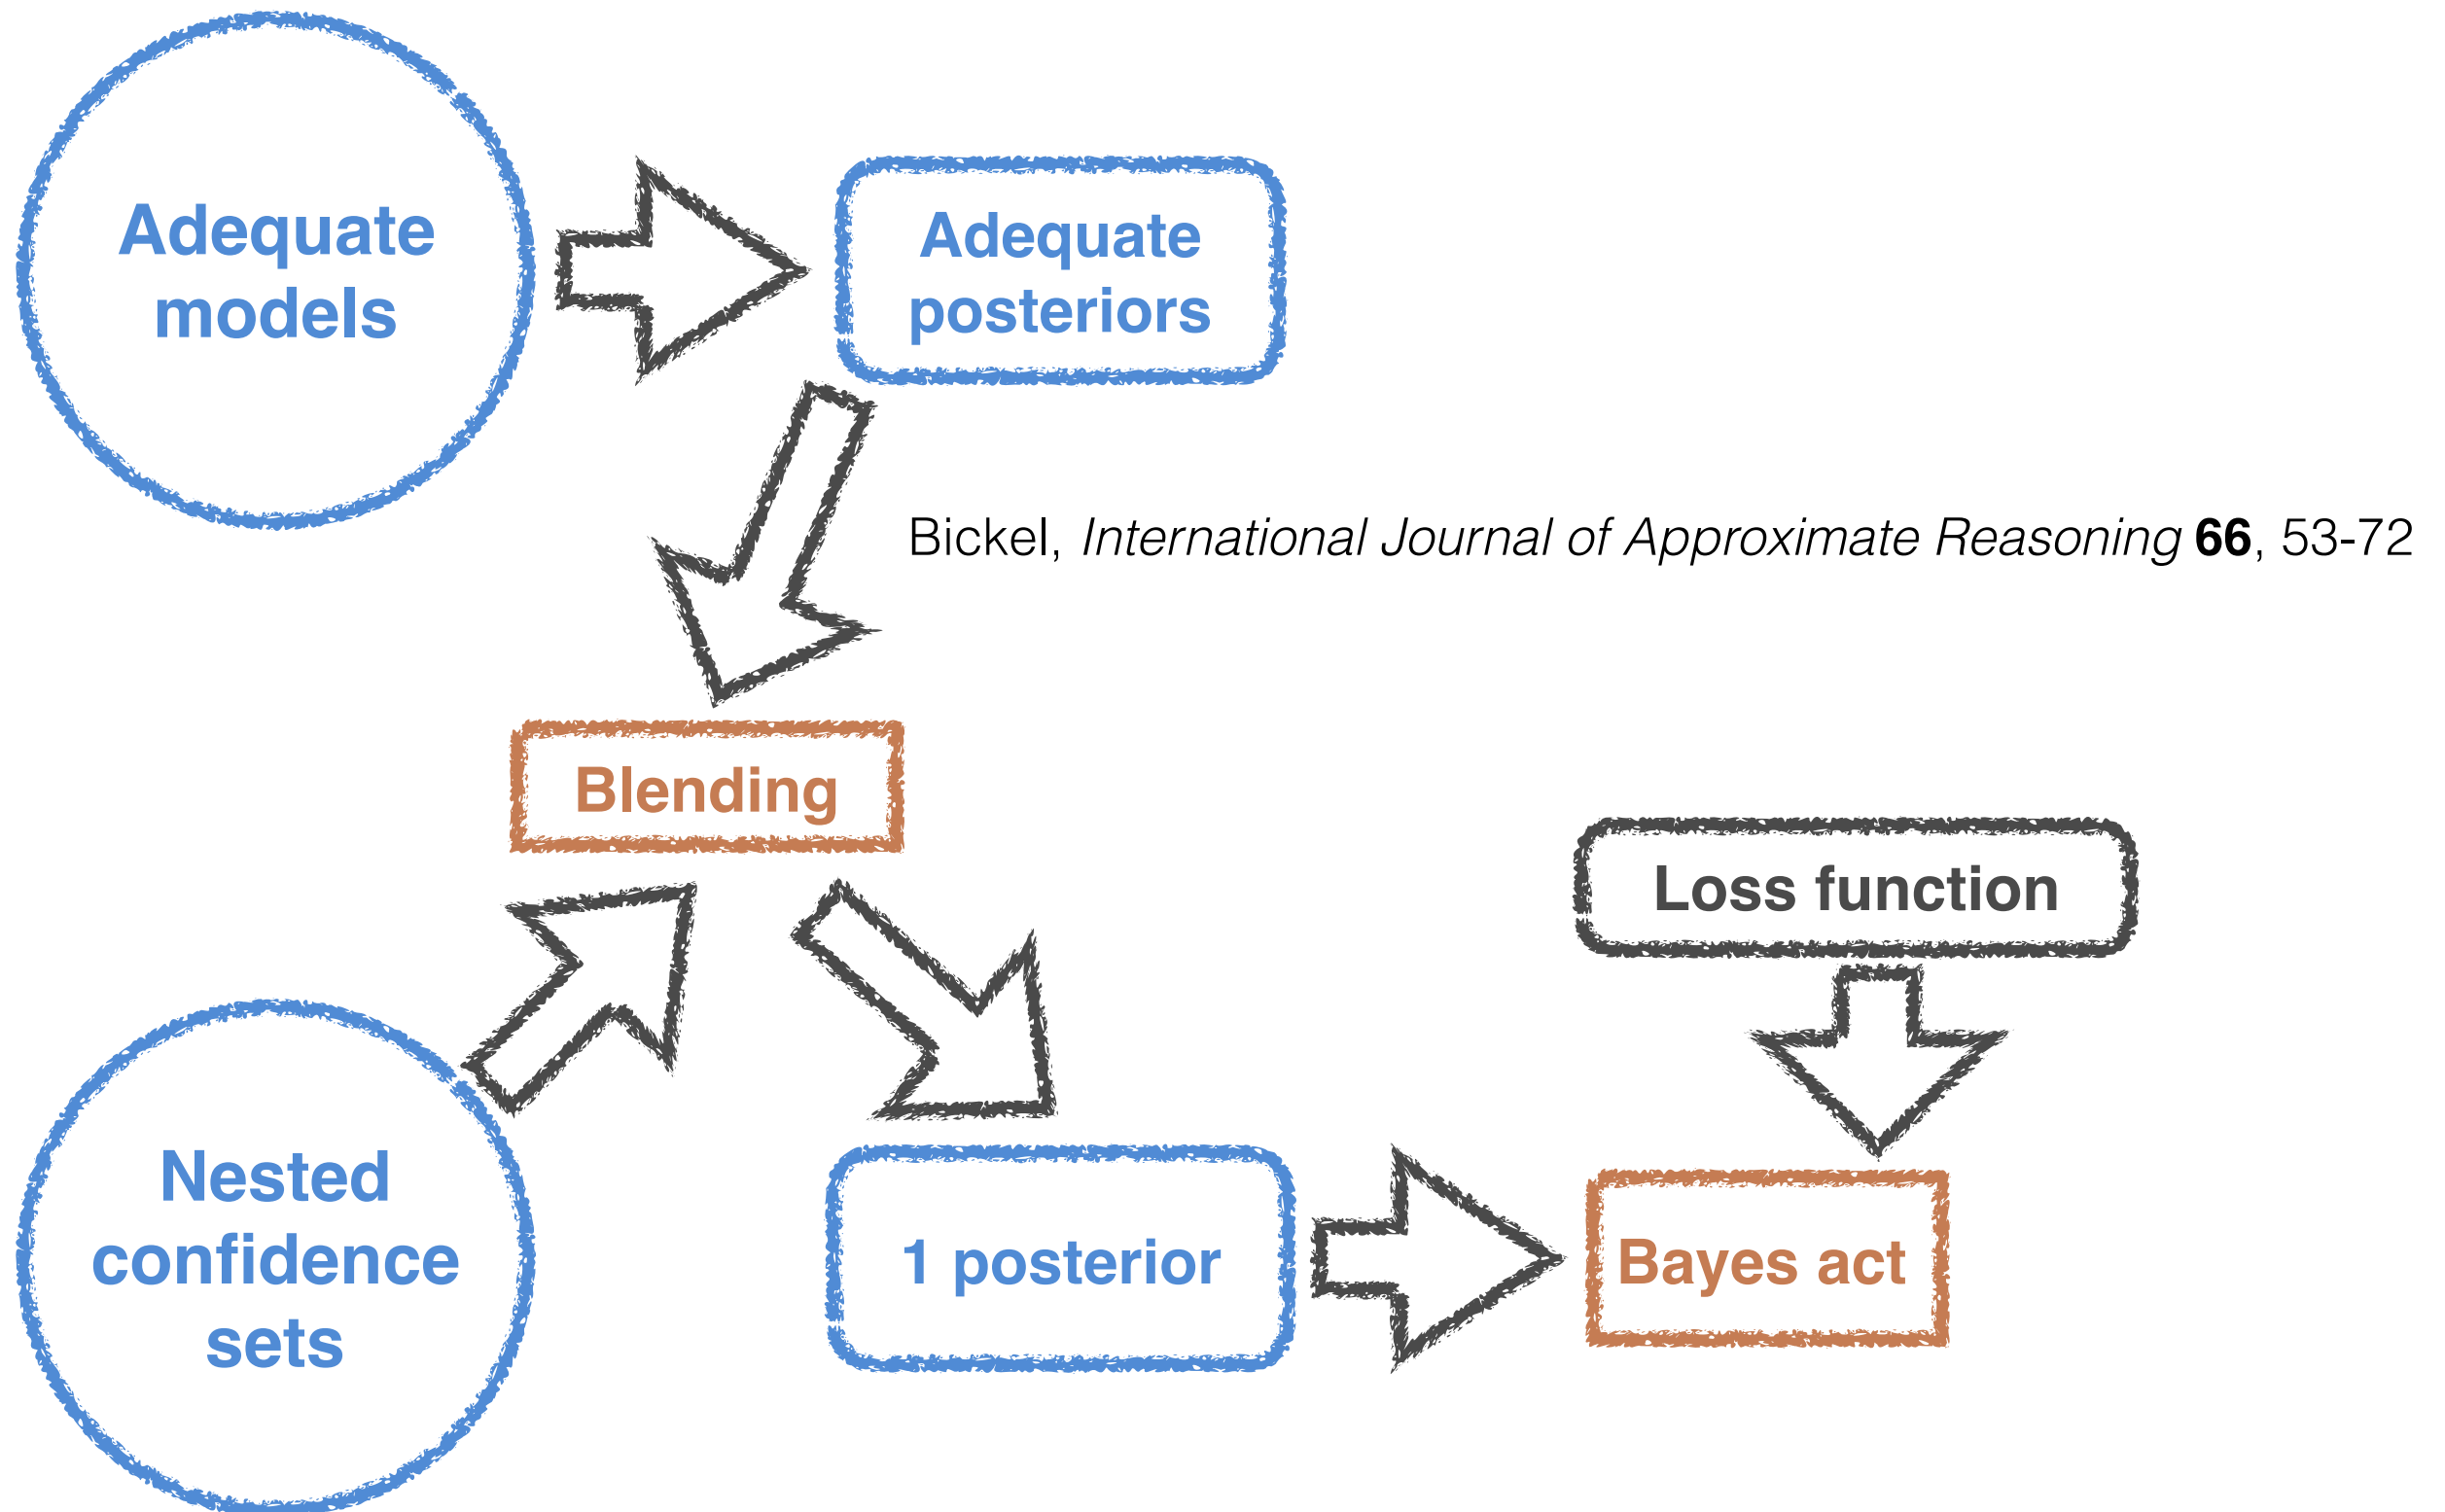 Adequate
models
Adequate
posteriors
Bickel, International Journal of Approximate Reasoning 66, 53-72
Blending
Loss function
Nested
confidence
sets
1 posterior
Bayes act